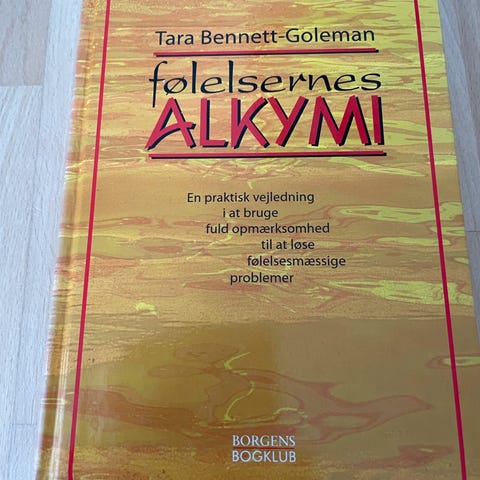 Tara Bennett-Goleman
følelsernes
ALKYMI
En praktisk vejledning
i at bruge
fuld opmærksomhed
til at løse
følelsesmæssige
problemer
BORGENS
BOGKLUB